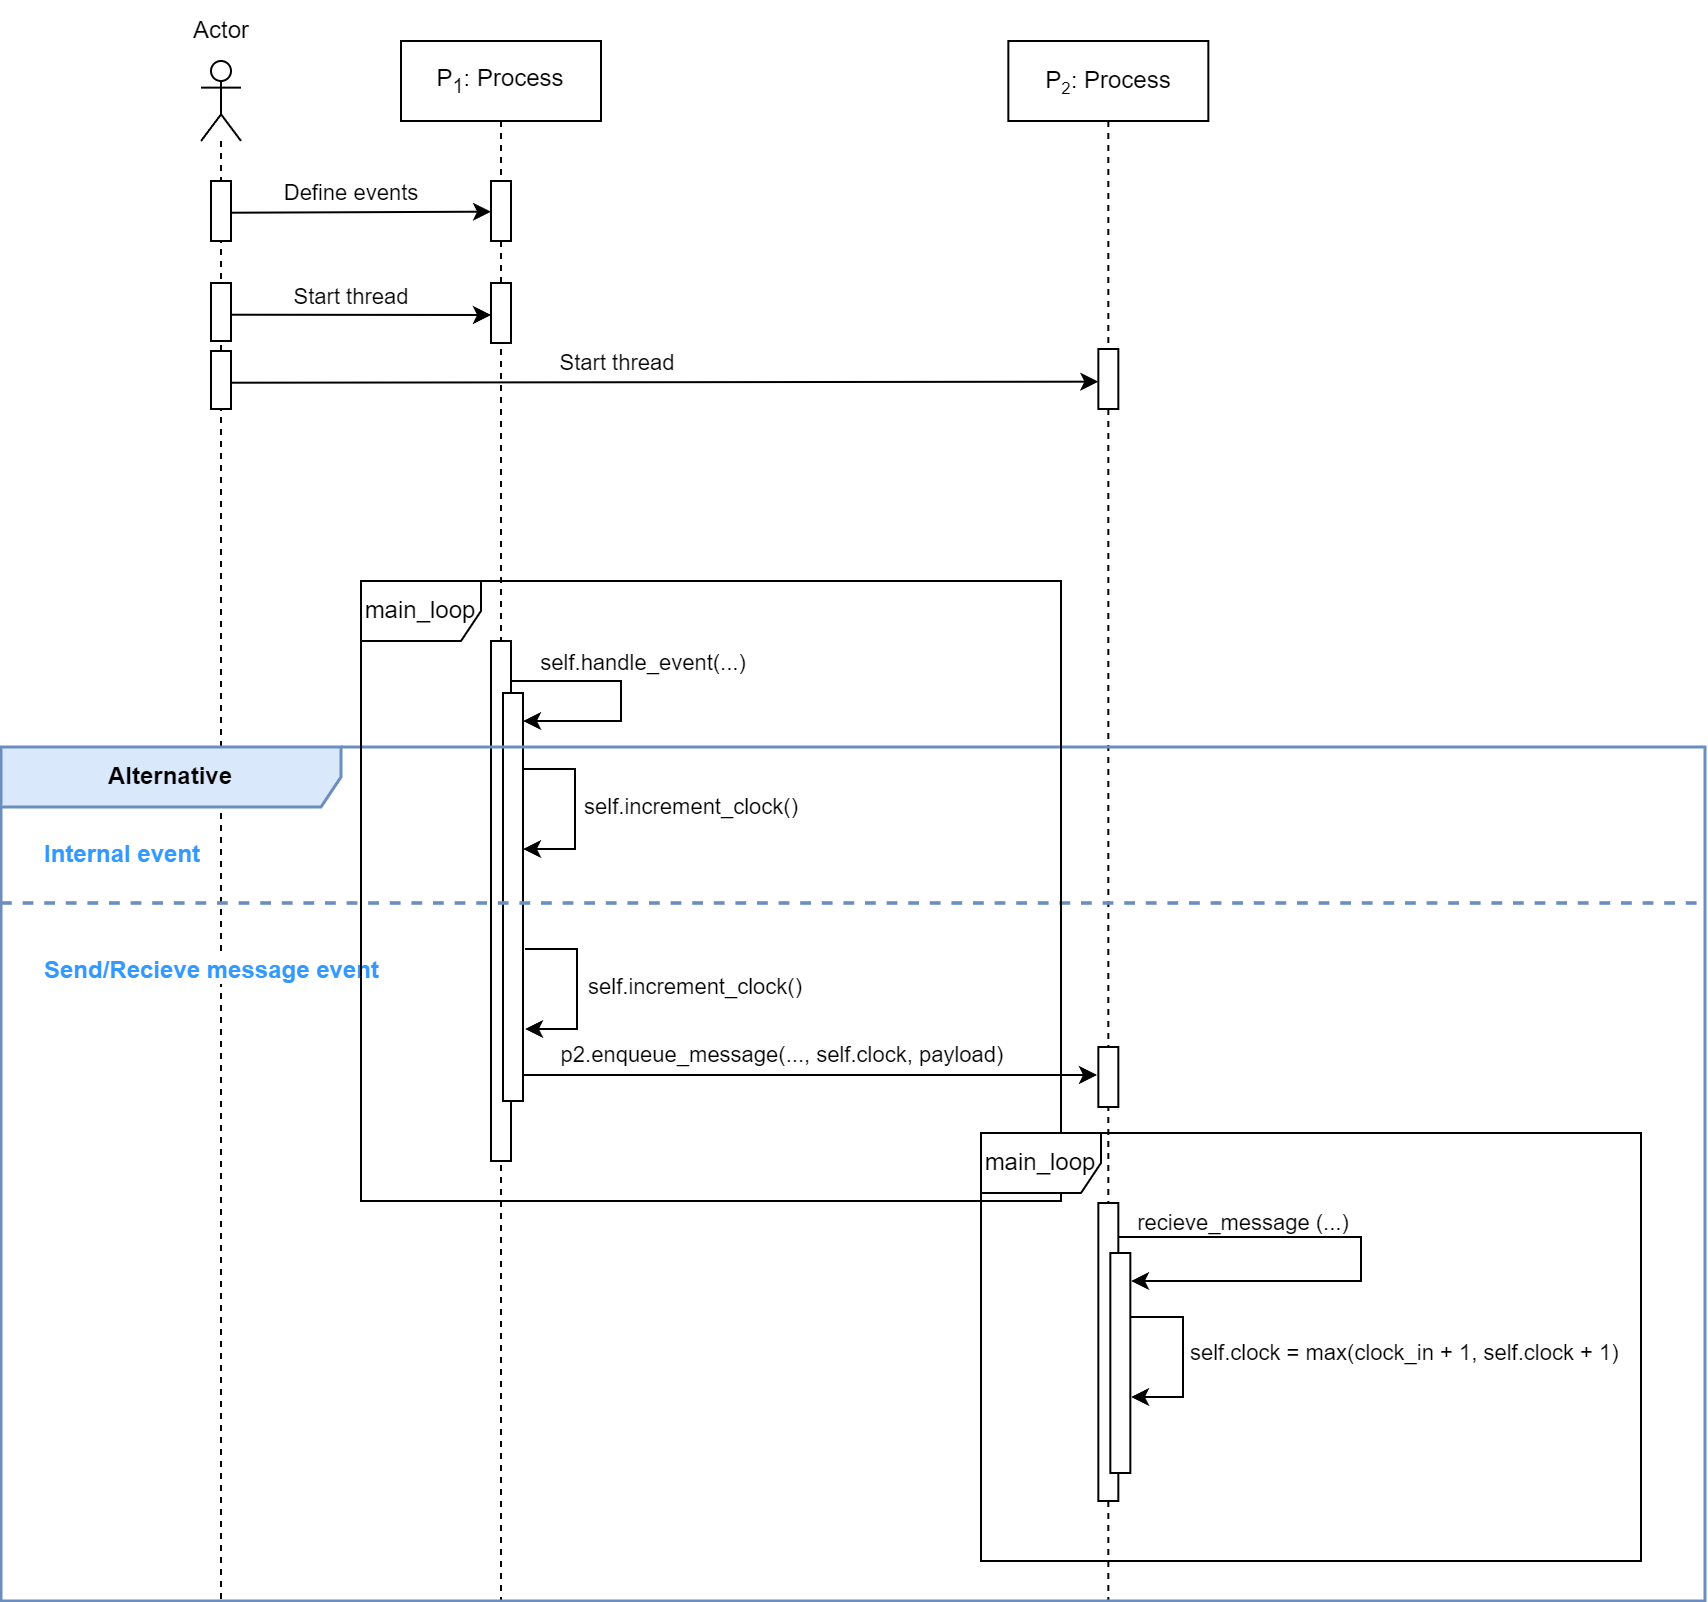 Actor
P1: Process
P2: Process
Define events
Start thread
Start thread
main_loop
self.handle_event(...)
Alternative
self.increment_clock()
Internal event
Send/Recieve message event
self.increment_clock()
p2.enqueue_message(..., self.clock, payload)
main_loop
recieve_message (...)
self.clock = max(clock_in + 1, self.clock + 1)